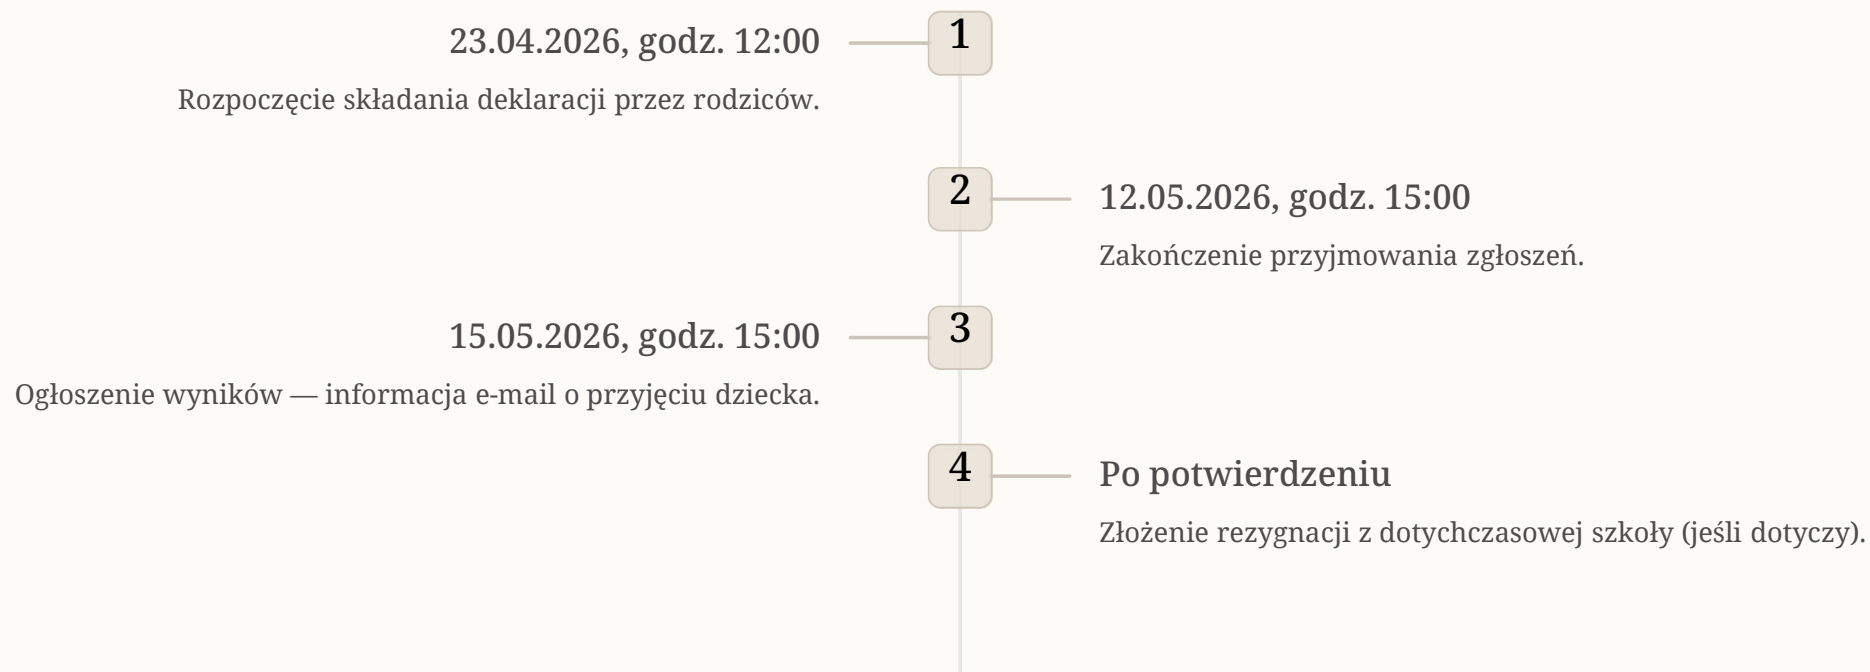 1
23.04.2026, godz. 12:00
Rozpoczęcie składania deklaracji przez rodziców.
2
12.05.2026, godz. 15:00
Zakończenie przyjmowania zgłoszeń.
3
15.05.2026, godz. 15:00
Ogłoszenie wyników — informacja e-mail o przyjęciu dziecka.
4
Po potwierdzeniu
Złożenie rezygnacji z dotychczasowej szkoły (jeśli dotyczy).